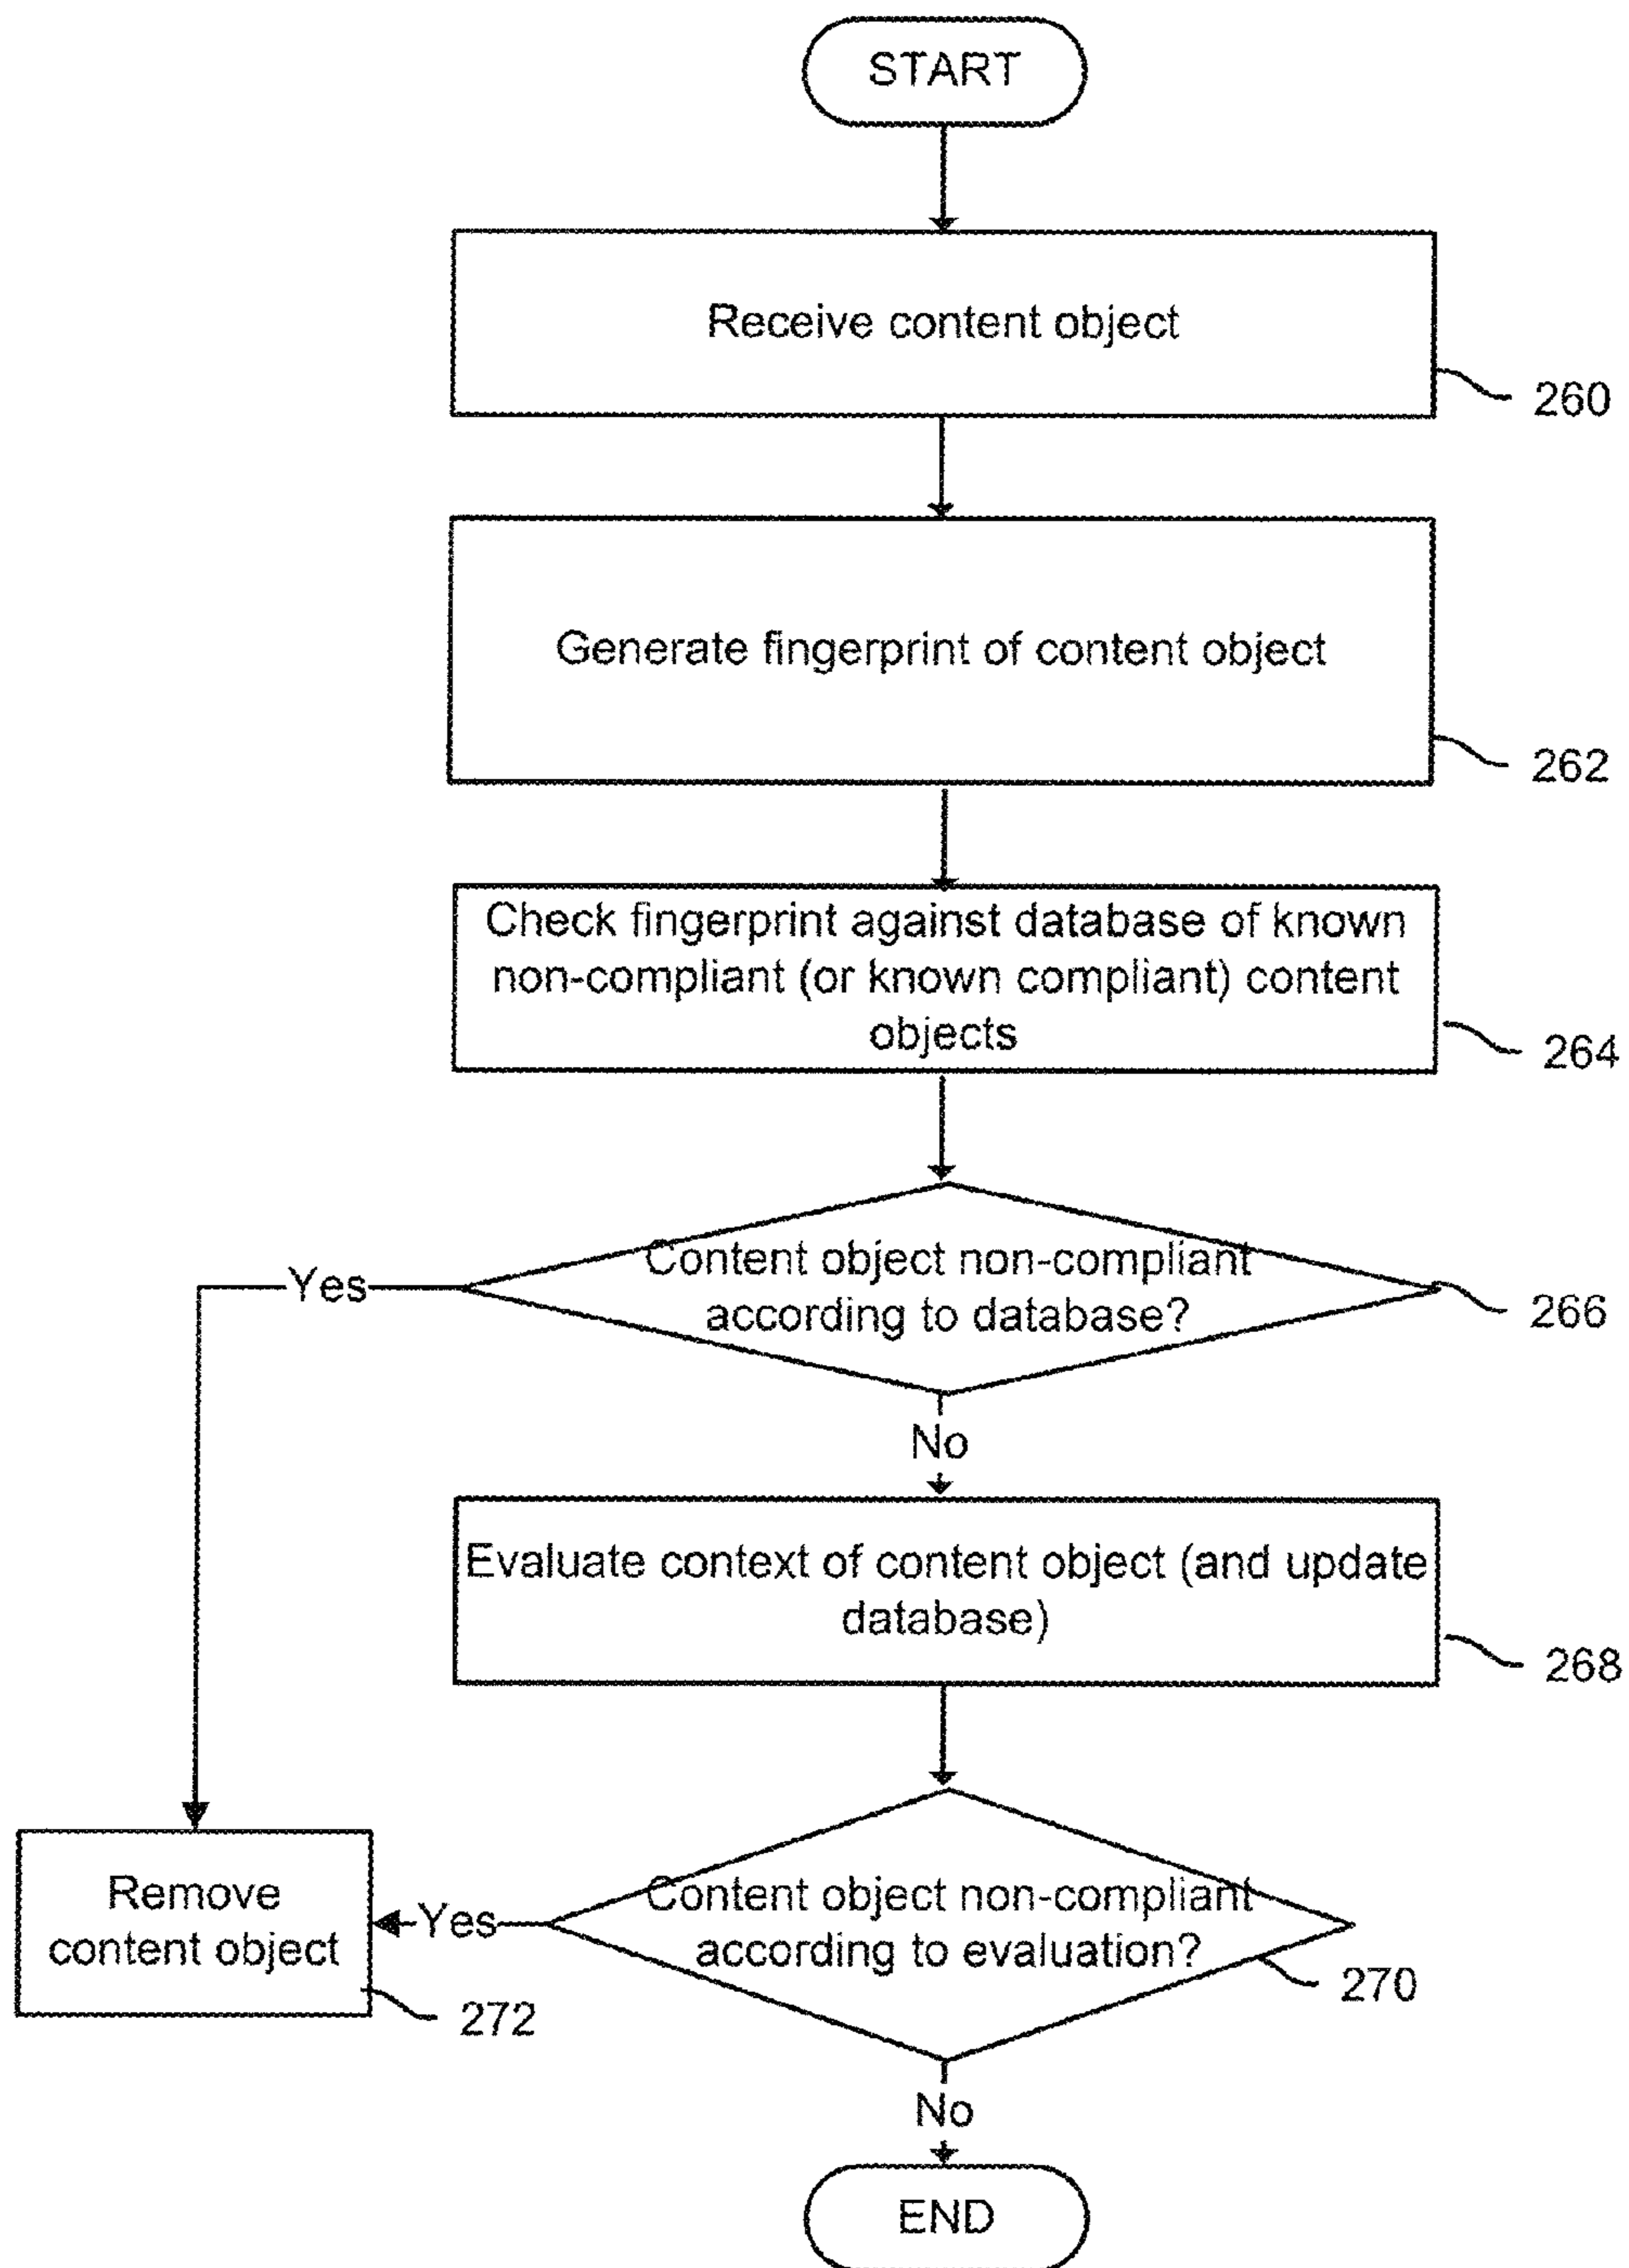 START
Receive content object
260
Generate fingerprint of content object
262
Check fingerprint against database of known
non-compliant (or known compliant) content
objects
264
Content object non-compliant
according to database?
Yes
266
No
Evaluate context of content object (and update
database)
268
Content object non-compliant
according to evaluation?
Yes
270
Remove
content object
272
No
END